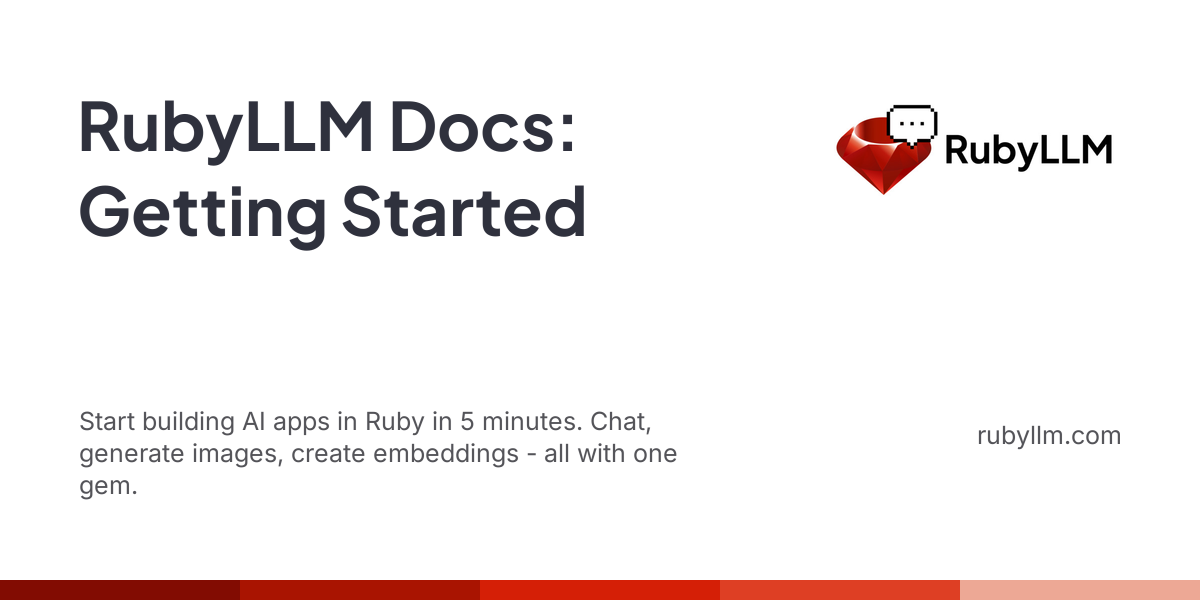 RubyLLM Docs:
Getting Started
RubyLLM
Start building AI apps in Ruby in 5 minutes. Chat,
generate images, create embeddings - all with one
gem.
rubyllm.com